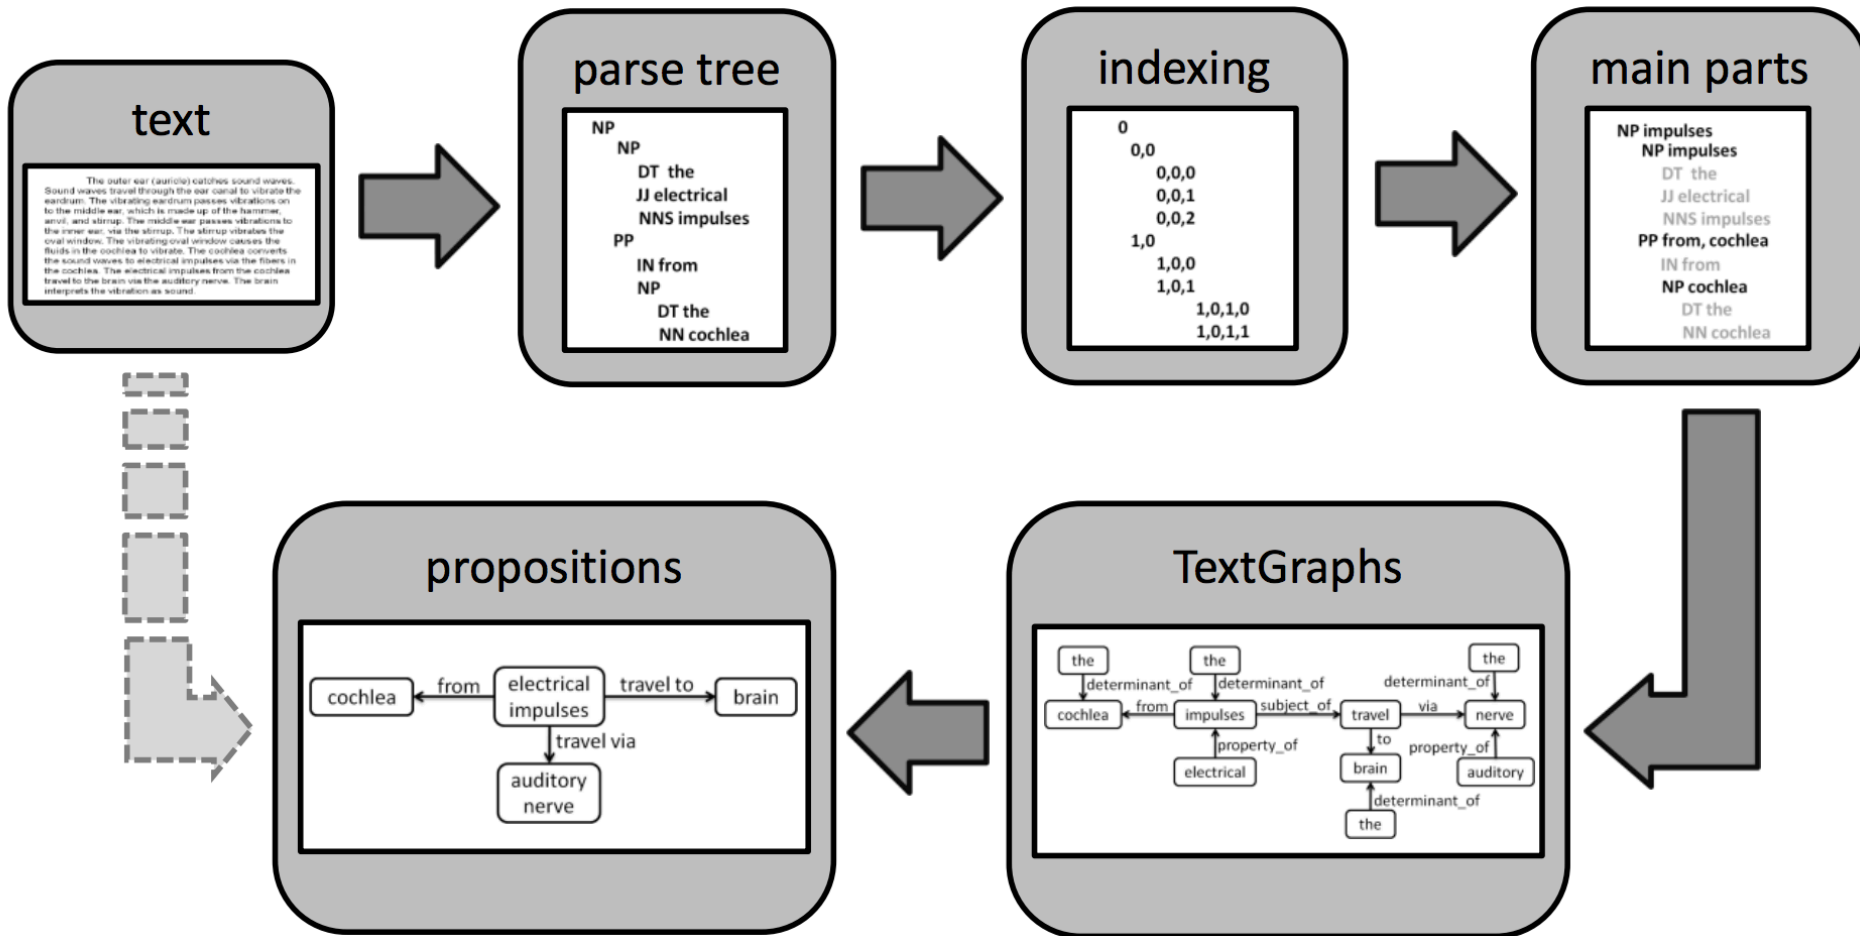 text
The outer ear (auricle) catches sound waves.
Sound waves travel through the ear canal to vibrate the
eardrum. The vibrating eardrum passes vibrations on
to the middle ear, which is made up of the hammer,
anvil, and stirrup. The middle ear passes vibrations to
the inner ear, via the stirrup. The stirrup vibrates the
oval window. The vibrating oval window causes the
fluids in the cochlea to vibrate. The cochlea converts
the sound waves to electrical impulses via the fibers in
the cochlea. The electrical impulses from the cochlea
travel to the brain via the auditory nerve. The brain
interprets the vibration as sound.
parse tree
NP
NP
DT the
JJ electrical
NNS impulses
PP
IN from
NP
DT the
NN cochlea
indexing
0
0,0
0,0,0
0,0,1
0,0,2
1,0
1,0,0
1,0,1
1,0,1,0
1,0,1,1
main parts
NP impulses
NP impulses
DT the
JJ electrical
NNS impulses
PP from, cochlea
IN from
NP cochlea
DT the
NN cochlea
propositions
cochlea
from
electrical
impulses
travel to
brain
travel via
auditory
nerve
TextGraphs
the
the
the
determinant_of
determinant_of
determinant_of
cochlea
from
impulses
subject_of
travel
via
nerve
property_of
to
property_of
electrical
brain
auditory
determinant_of
the